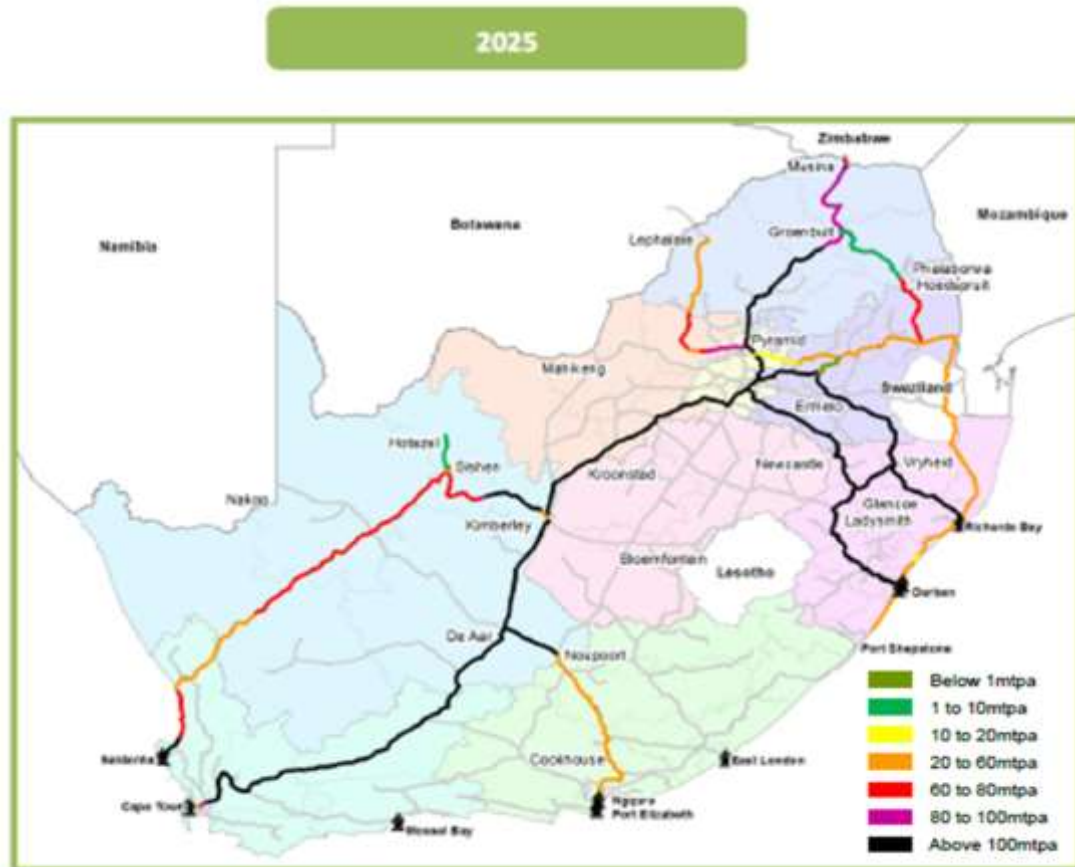 2025
Zimbabwe
Musina
Mozambique
Botswana
Namibia
Lephalale
Groenbult
Phalaborwa
Hoedspruit
Pyramid
Mafikeng
Swaziland
Ermelo
Hotazel
Sishen
Kroonstad
Newcastle
Vryheid
Nakop
Glencoe
Kimberley
Ladysmith
Richards Bay
Bloemfontein
Lesotho
Durban
De Aar
Noupoort
Port Shepstone
Below 1mtpa
1 to 10mtpa
10 to 20mtpa
Saldanha
Cookhouse
East London
20 to 60mtpa
60 to 80mtpa
Cape Town
Ngqura
Port Elizabeth
80 to 100mtpa
Mossel Bay
Above 100mtpa